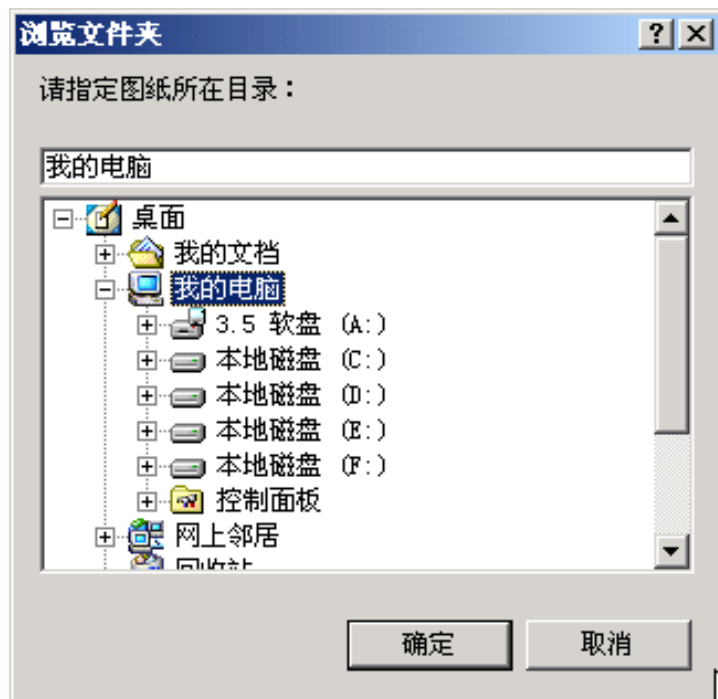 浏览文件夹
请指定图纸所在目录：
我的电脑
桌面
我的文档
我的电脑
3.5 软盘 (A:)
本地磁盘 (C:)
本地磁盘 (D:)
本地磁盘 (E:)
本地磁盘 (F:)
控制面板
网上邻居
回收站
确定 取消